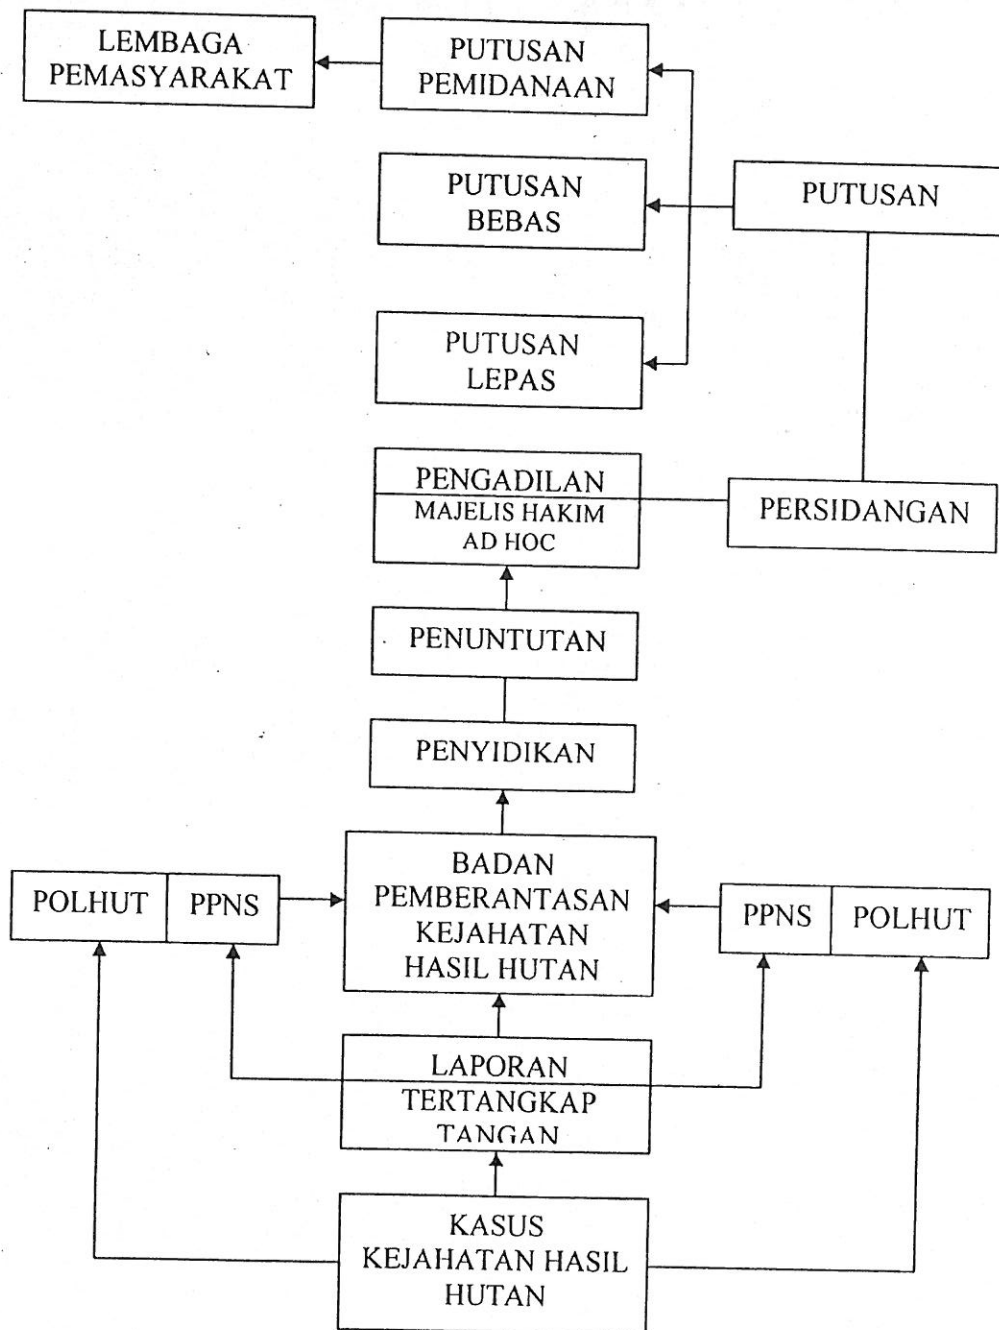 LEMBAGA
PEMASYARAKAT
PUTUSAN
PEMIDANAAN
PUTUSAN
BEBAS
PUTUSAN
PUTUSAN
LEPAS
PENGADILAN
MAJELIS HAKIM
AD HOC
PERSIDANGAN
PENUNTUTAN
PENYIDIKAN
BADAN
PEMBERANTASAN
KEJAHATAN
HASIL HUTAN
POLHUT PPNS
PPNS POLHUT
LAPORAN
TERTANGKAP
TANGAN
KASUS
KEJAHATAN HASIL
HUTAN